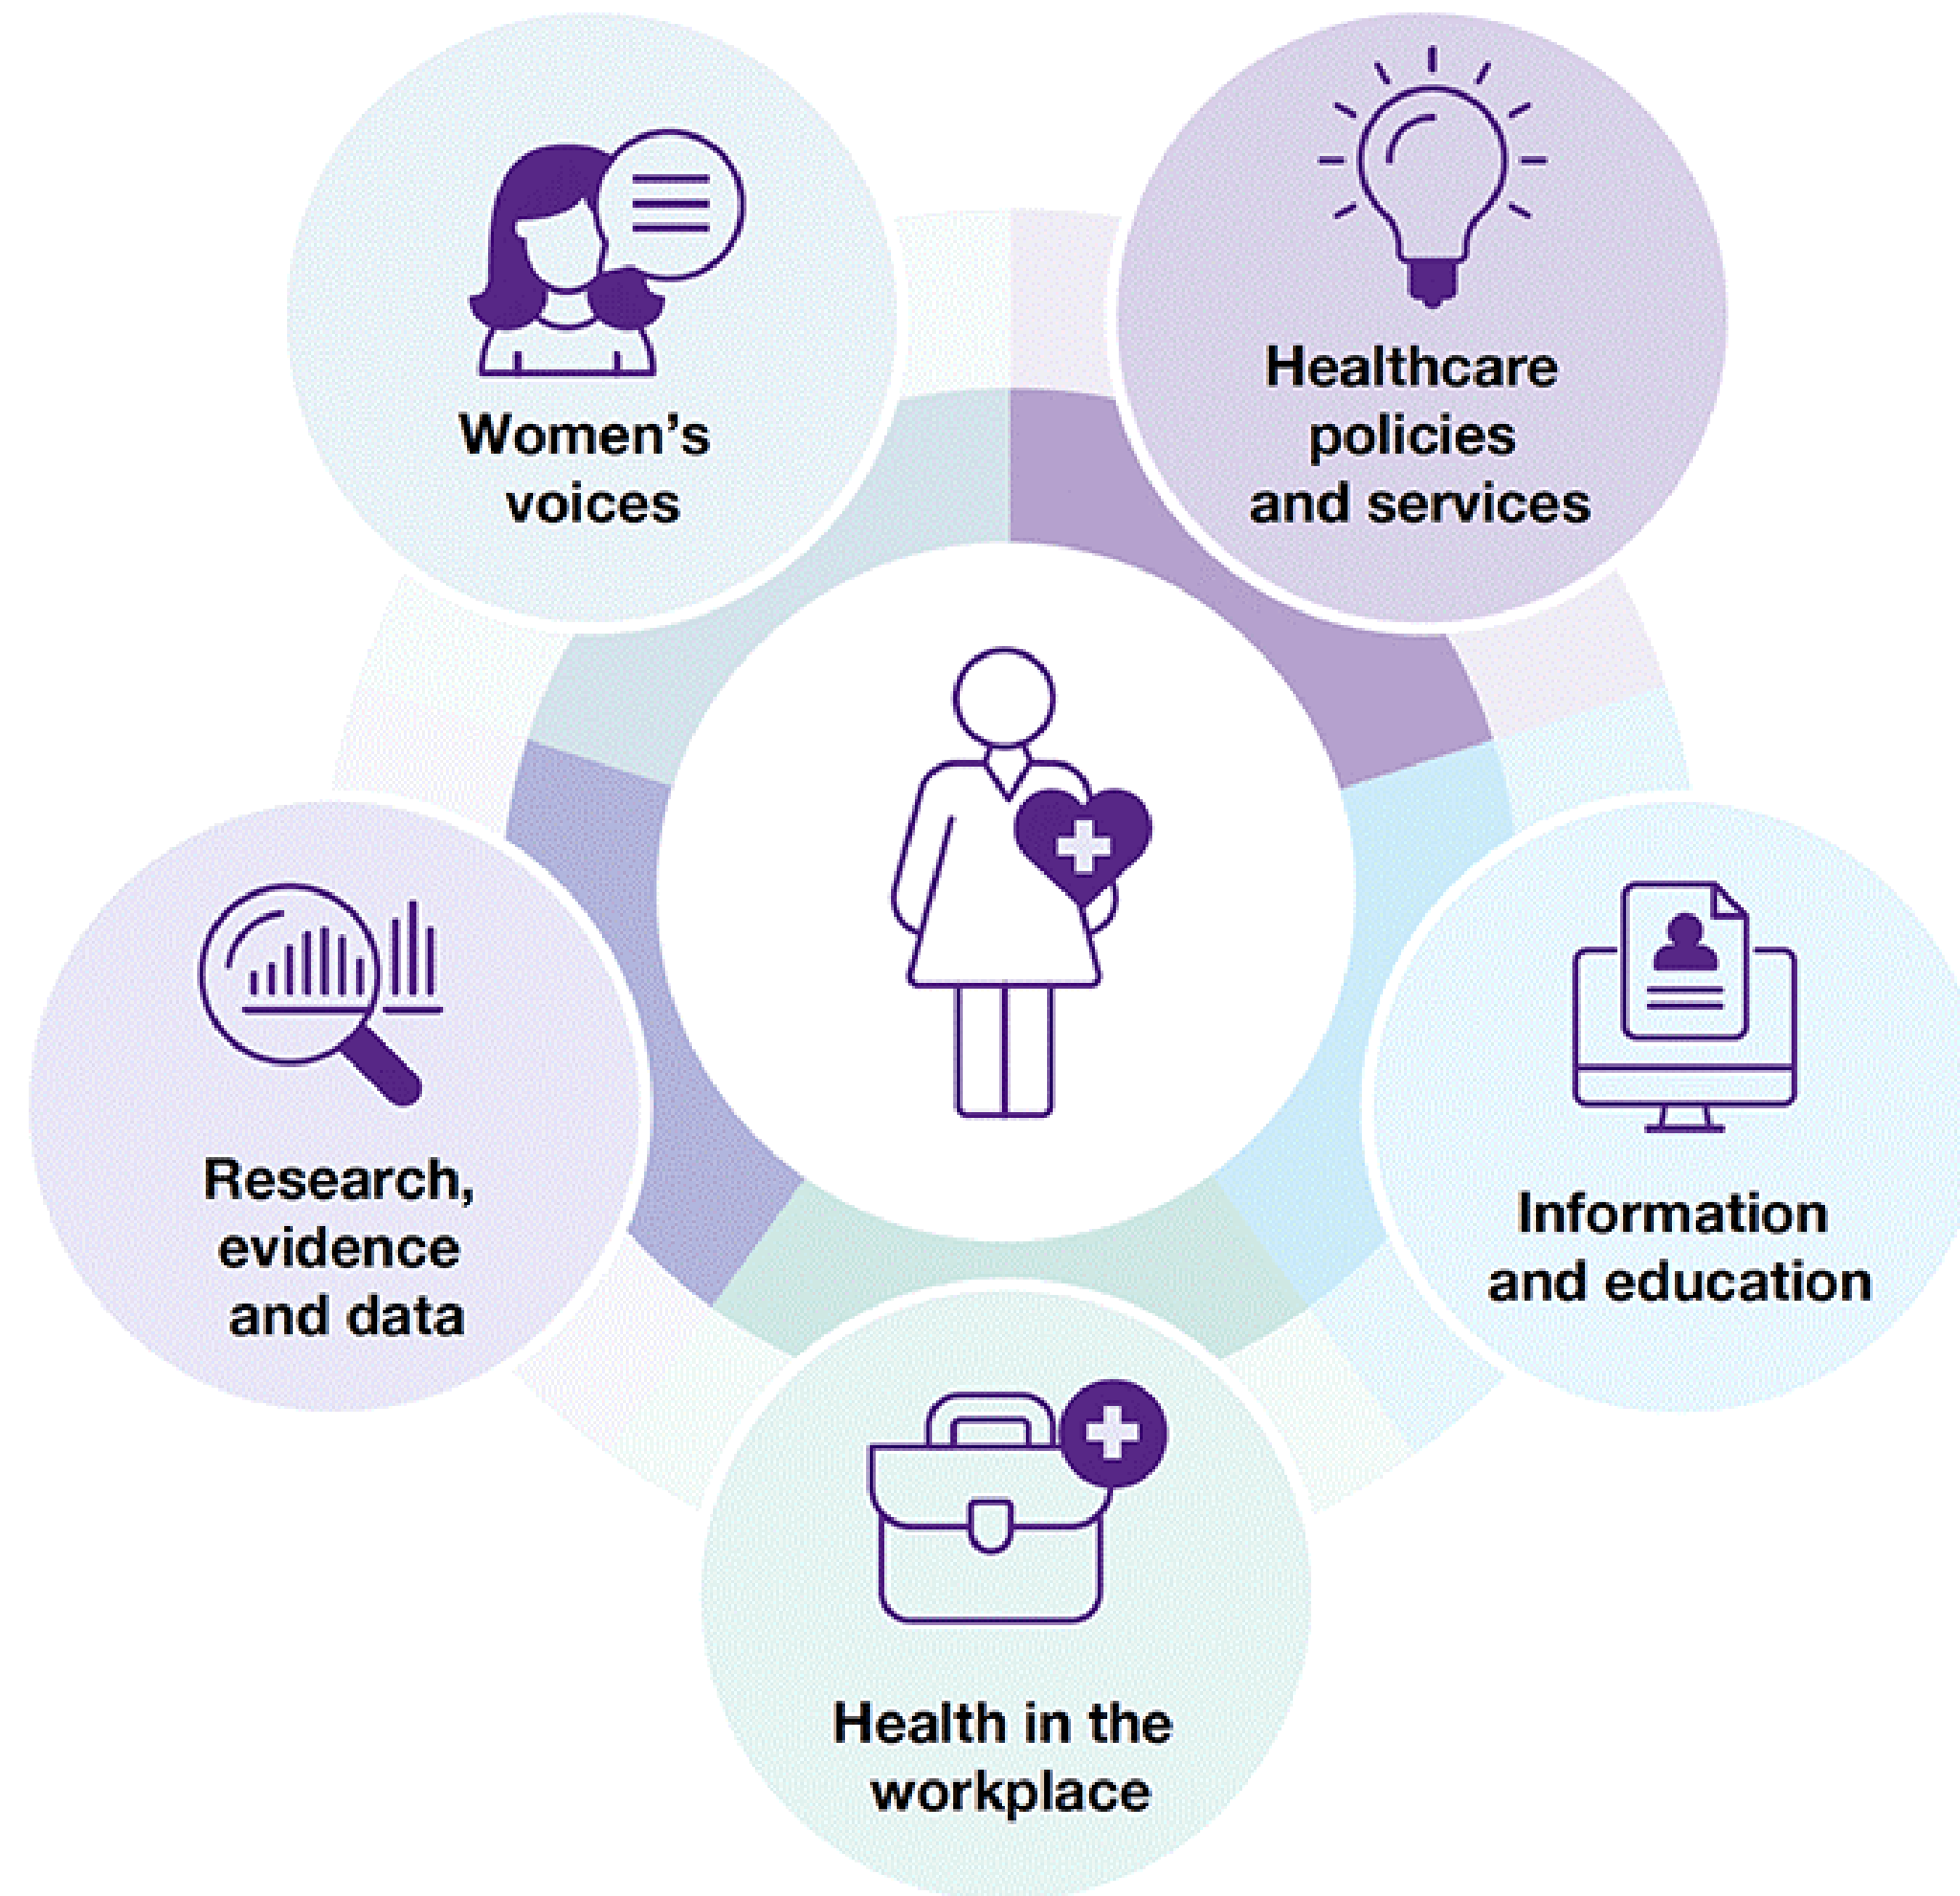 Women’s
voices
Healthcare
policies
and services
Information
and education
Health in the
workplace
Research,
evidence
and data